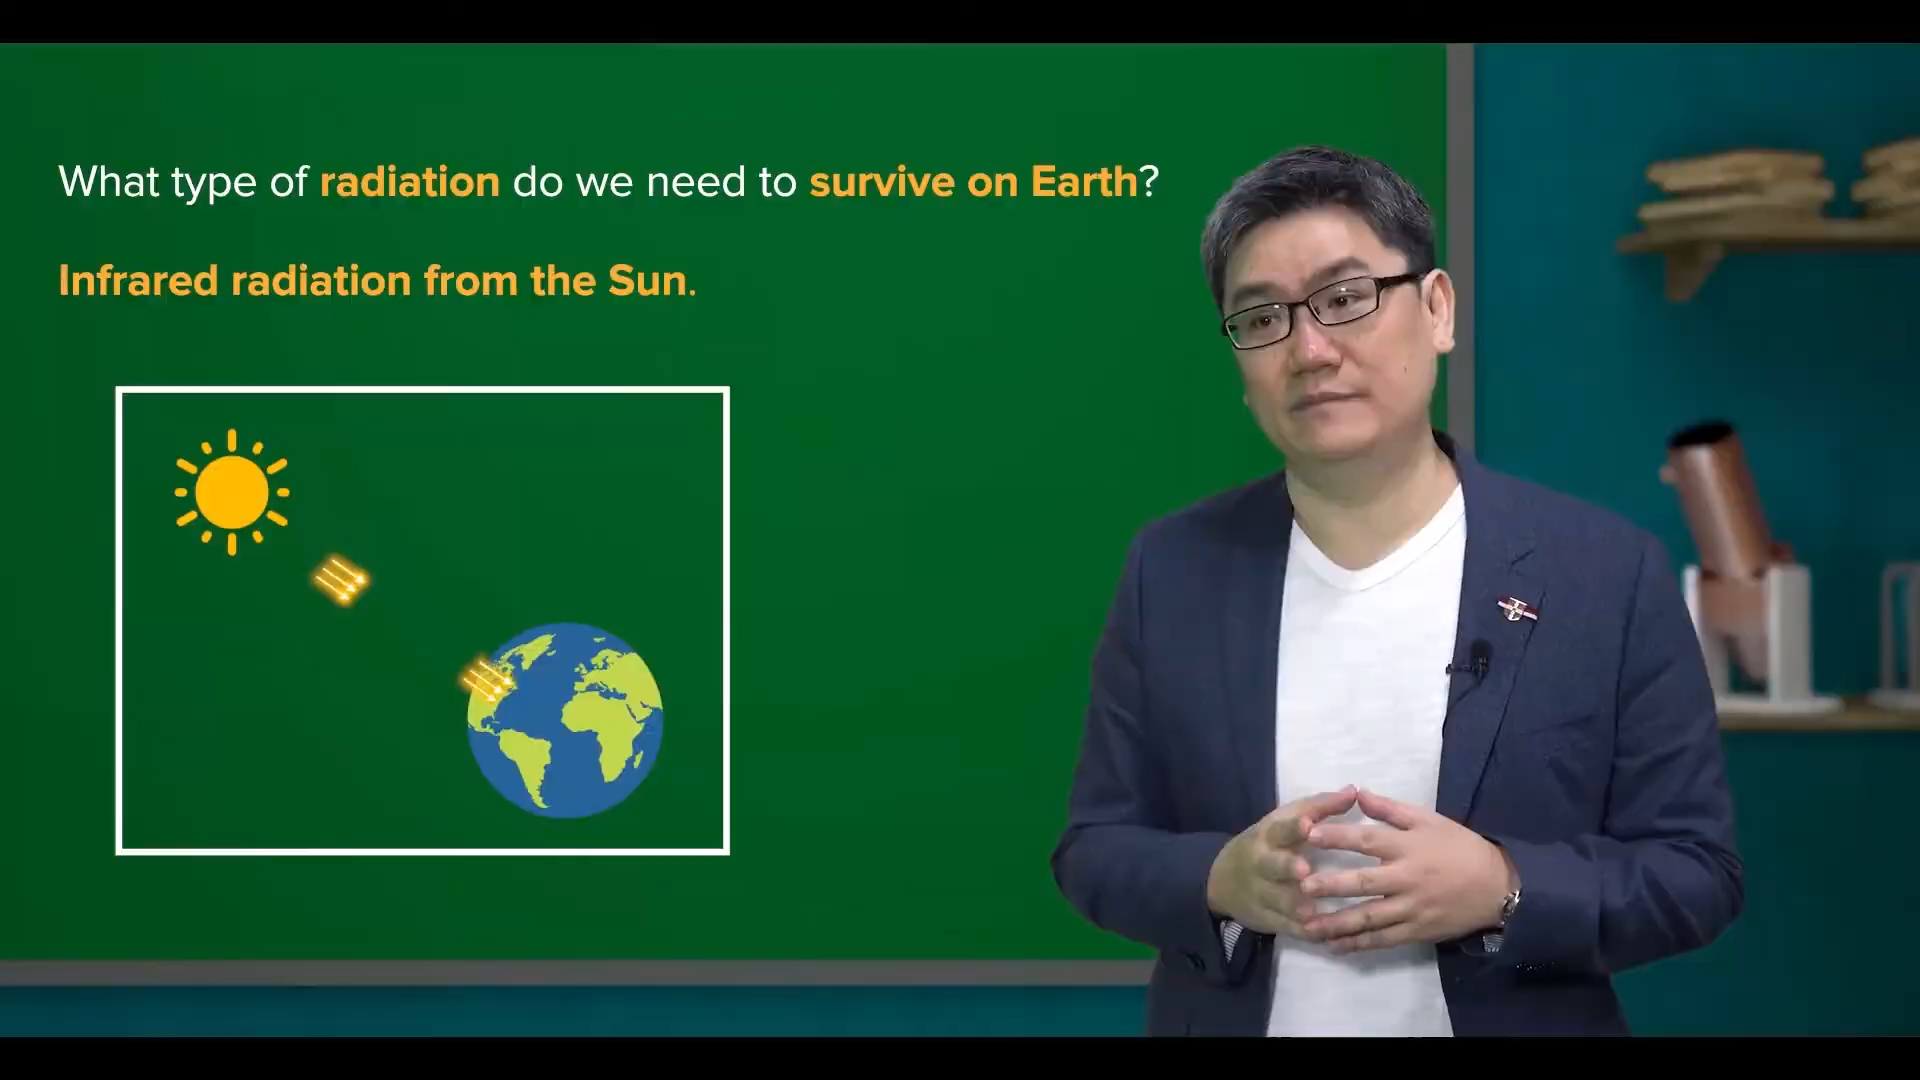 What type of radiation do we need to survive on Earth?
Infrared radiation from the Sun.